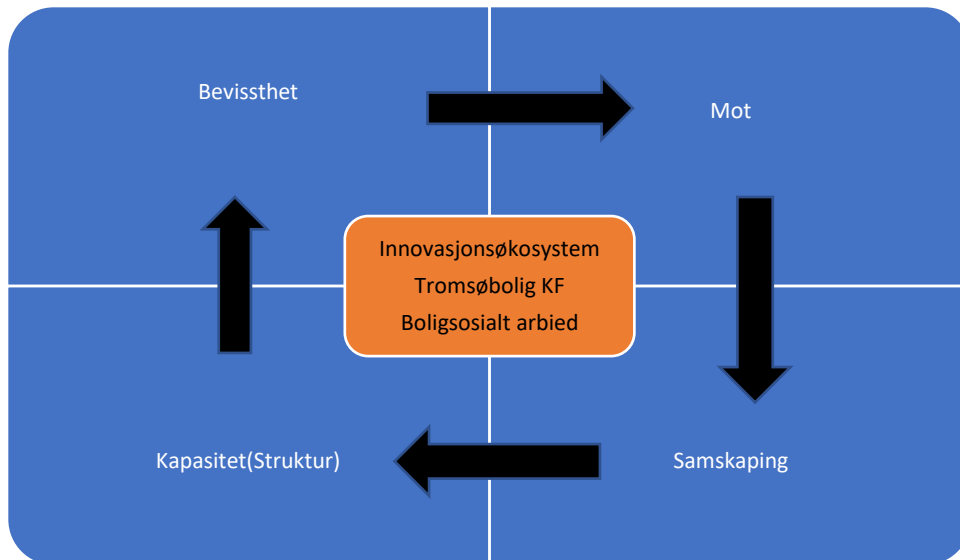 Bevissthet
Mot
Innovasjonsøkosystem
Tromsøbolig KF
Boligsosialt arbied
Kapasitet(Struktur)
Samskaping